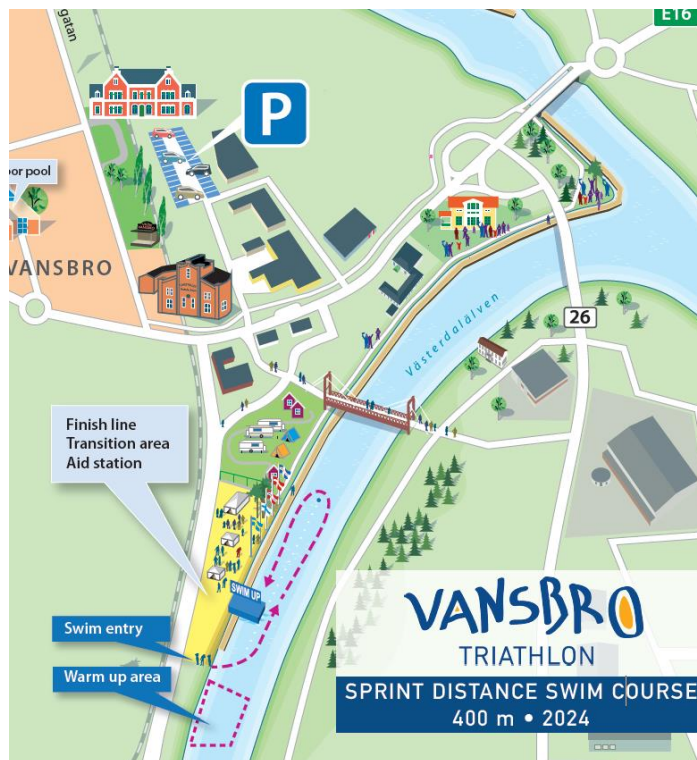 E16
gatan
P
oor pool
VANSBRO
26
Västerdalälven
Finish line
Transition area
Aid station
SWIM UP
Swim entry
Warm up area
VANSBRO
TRIATHLON
SPRINT DISTANCE SWIM COURSE
400 m • 2024